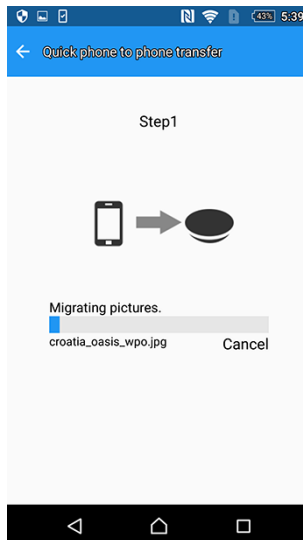 43% 5:39
Quick phone to phone transfer
Step1
Migrating pictures.
croatia_oasis_wpo.jpg
Cancel